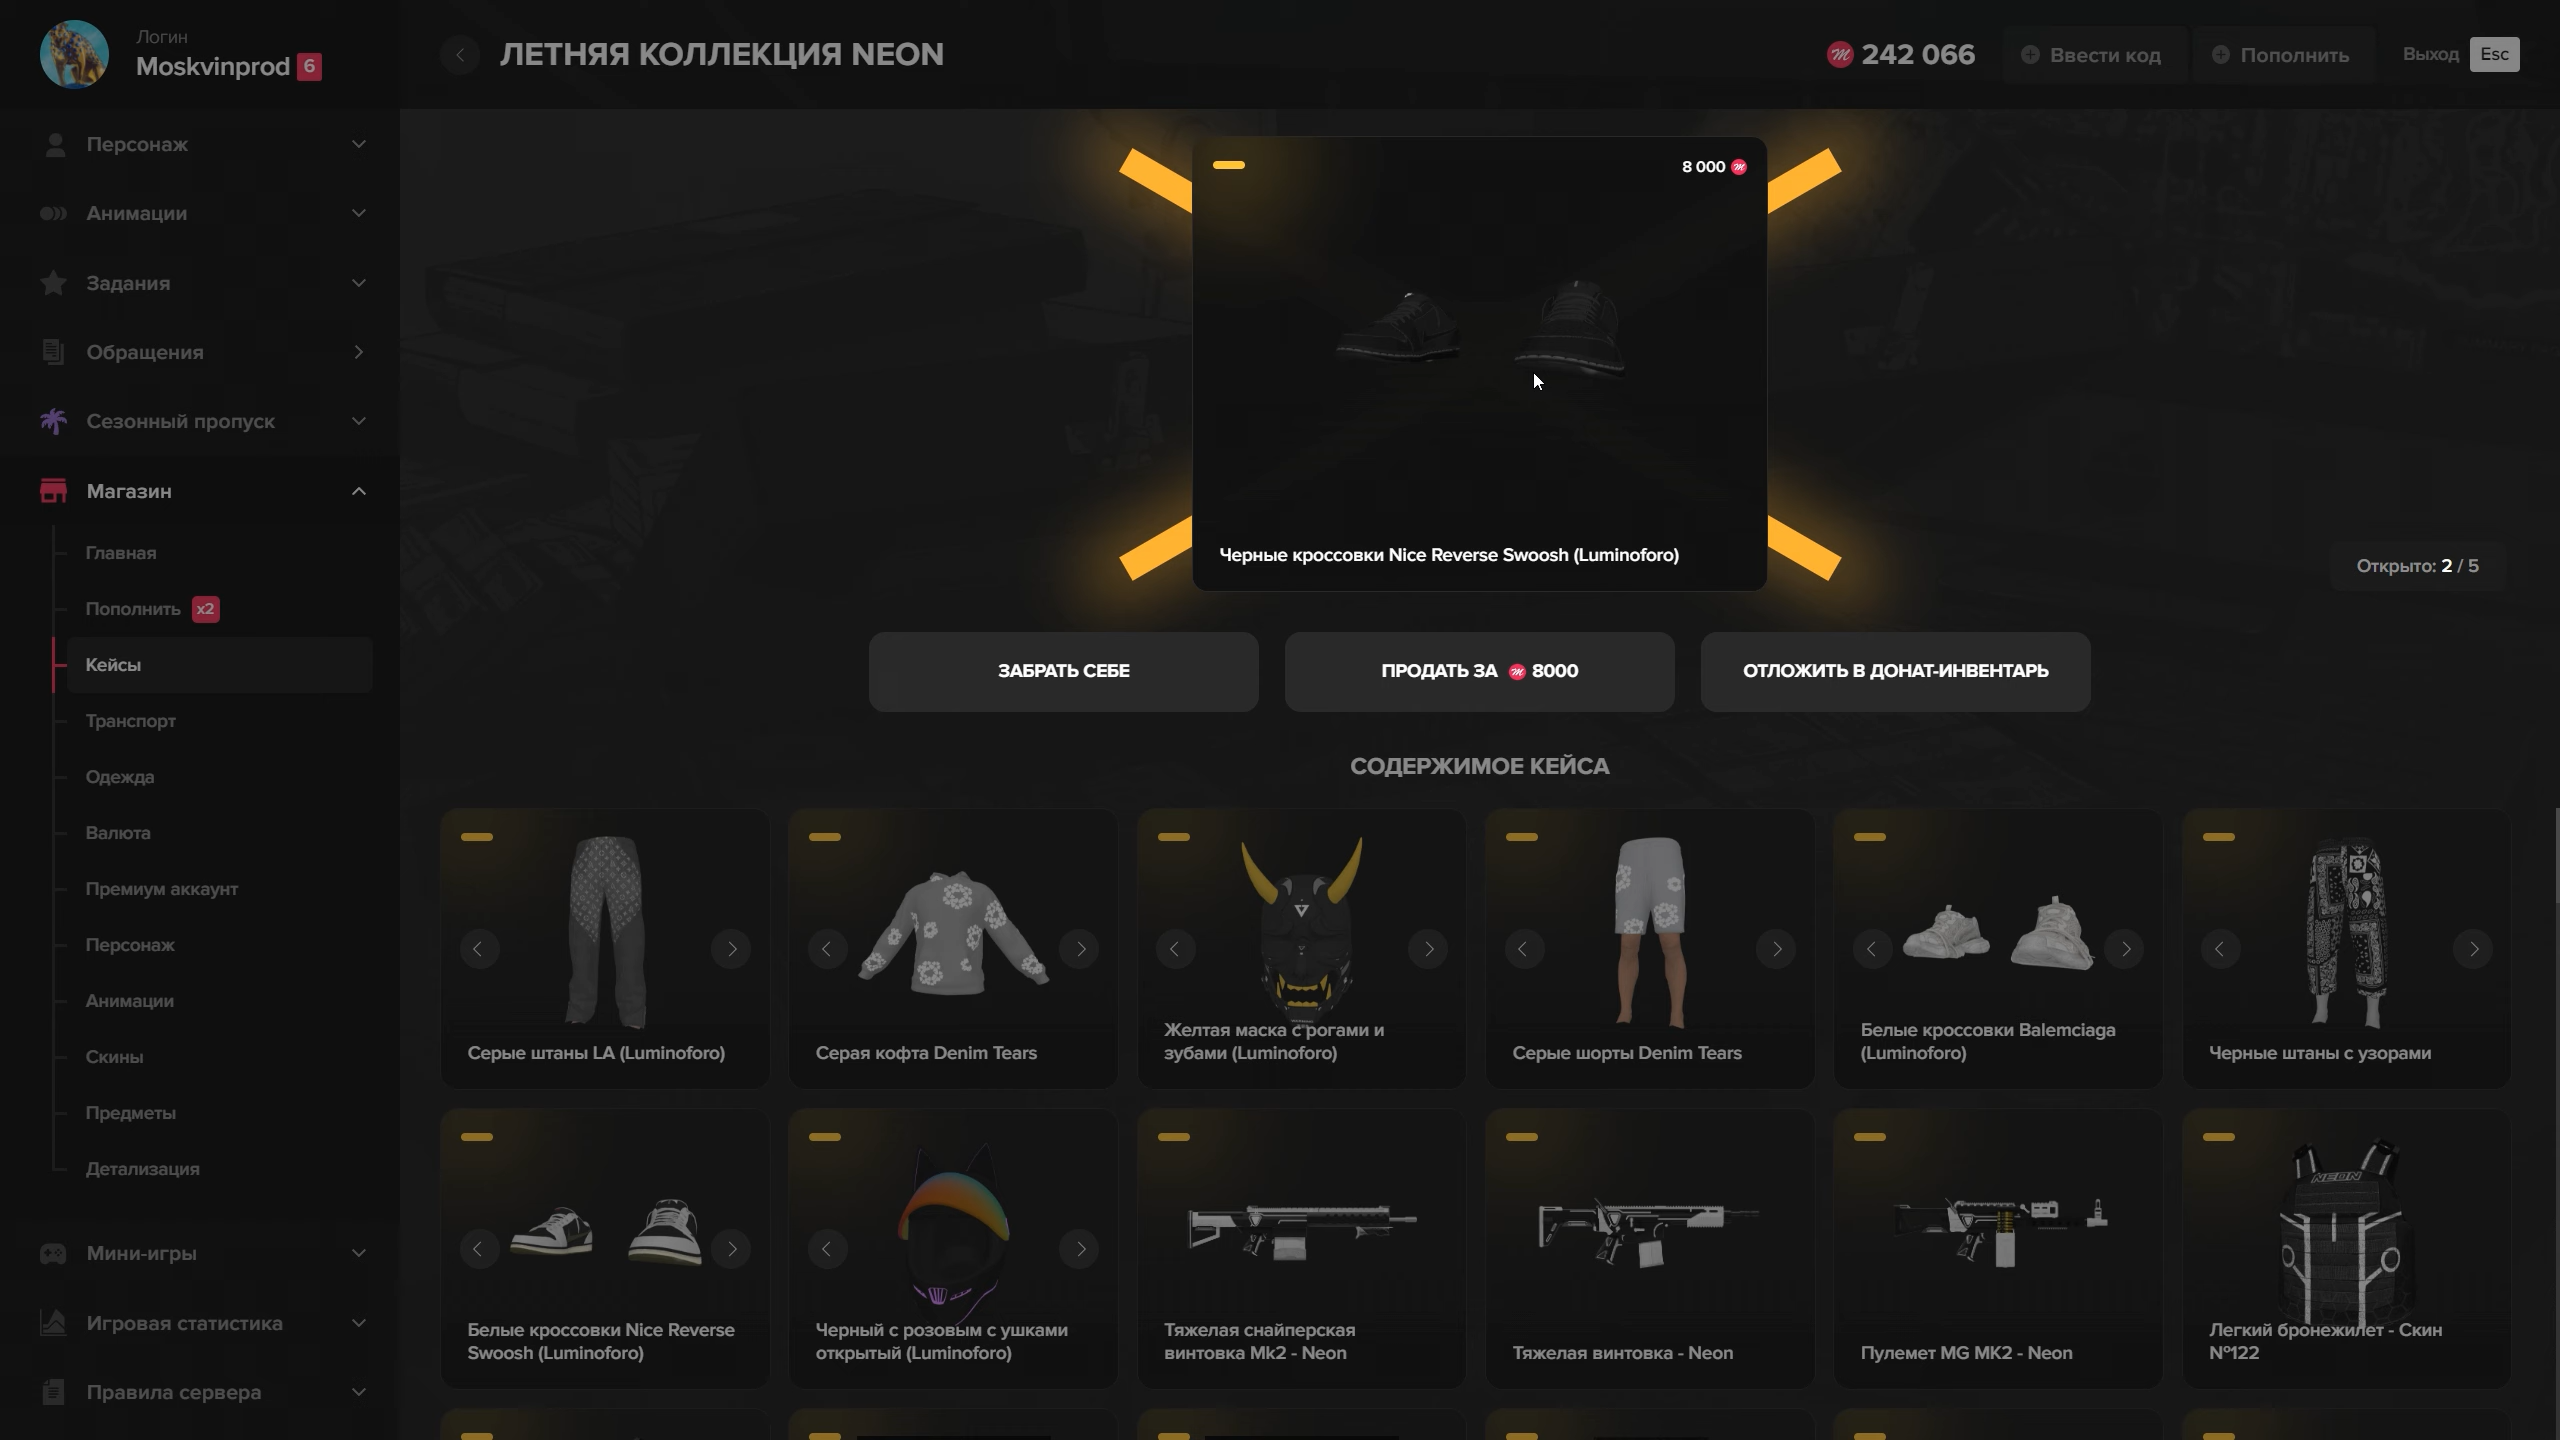 Логин
Moskvinprod 6
ЛЕТНЯЯ КОЛЛЕКЦИЯ NEON
242 066
Ввести код
Пополнить
Выход
Esc
Персонаж
Анимации
Задания
Обращения
Сезонный пропуск
Магазин
Главная
Пополнить x2
Кейсы
Транспорт
Одежда
Валюта
Премиум аккаунт
Персонаж
Анимации
Скины
Предметы
Детализация
Мини-игры
Игровая статистика
Правила сервера
8 000
Черные кроссовки Nice Reverse Swoosh (Luminoforo)
Открыто: 2 / 5
ЗАБРАТЬ СЕБЕ
ПРОДАТЬ ЗА 8000
ОТЛОЖИТЬ В ДОНАТ-ИНВЕНТАРЬ
СОДЕРЖИМОЕ КЕЙСА
Серые штаны LA (Luminoforo)
Серая кофта Denim Tears
Желтая маска с рогами и
зубами (Luminoforo)
Серые шорты Denim Tears
Белые кроссовки Balemciaga
(Luminoforo)
Черные штаны с узорами
Белые кроссовки Nice Reverse
Swoosh (Luminoforo)
Черный с розовым с ушками
открытый (Luminoforo)
Тяжелая снайперская
винтовка Mk2 - Neon
Тяжелая винтовка - Neon
Пулемет MG MK2 - Neon
NEON
Легкий бронежилет - Скин
№122